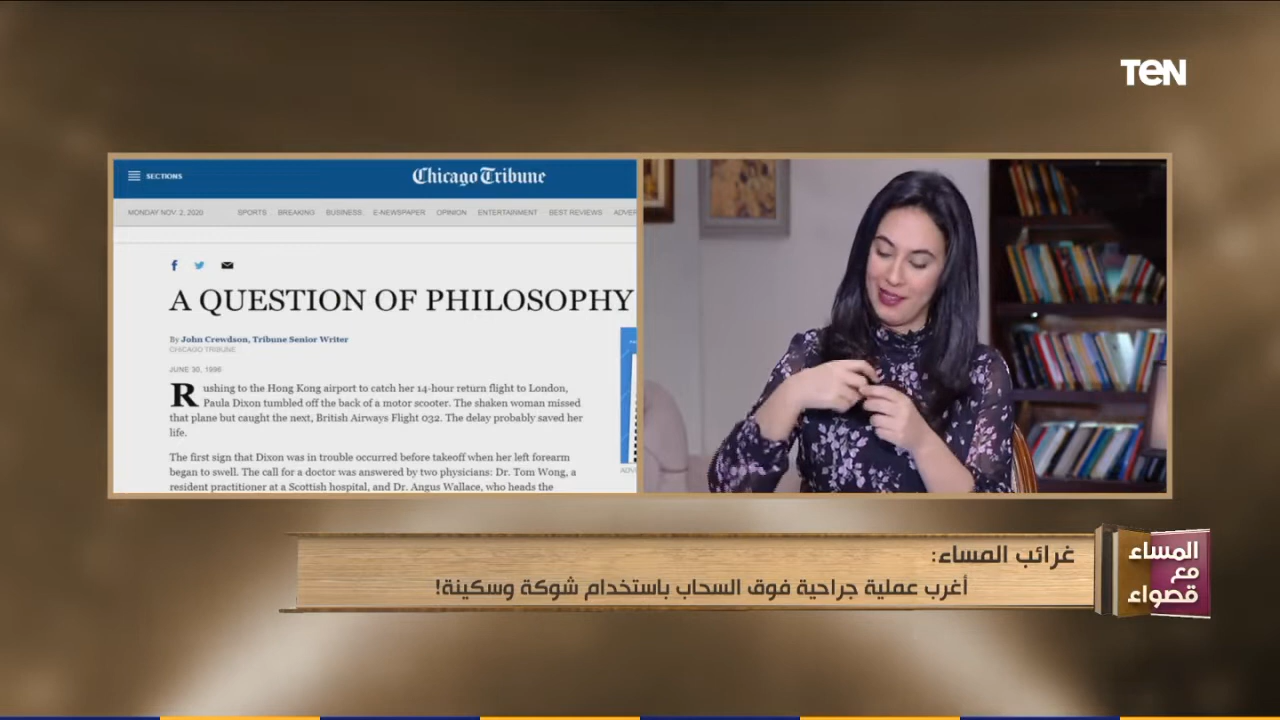 TEN
SECTIONS
Chicago Tribune
MONDAY NOV. 2, 2020 SPORTS BREAKING BUSINESS E-NEWSPAPER OPINION ENTERTAINMENT BEST REVIEWS ADVER
A QUESTION OF PHILOSOPHY
By John Crewdson, Tribune Senior Writer
CHICAGO TRIBUNE
JUNE 30, 1996
Rushing to the Hong Kong airport to catch her 14-hour return flight to London,
Paula Dixon tumbled off the back of a motor scooter. The shaken woman missed
that plane but caught the next, British Airways Flight 032. The delay probably saved her
life.
The first sign that Dixon was in trouble occurred before takeoff when her left forearm
began to swell. The call for a doctor was answered by two physicians: Dr. Tom Wong, a
resident practitioner at a Scottish hospital, and Dr. Angus Wallace, who heads the
غرائب المساء:
أغرب عملية جراحية فوق السحاب باستخدام شوكة وسكينة!
المساء
مع
قصواء